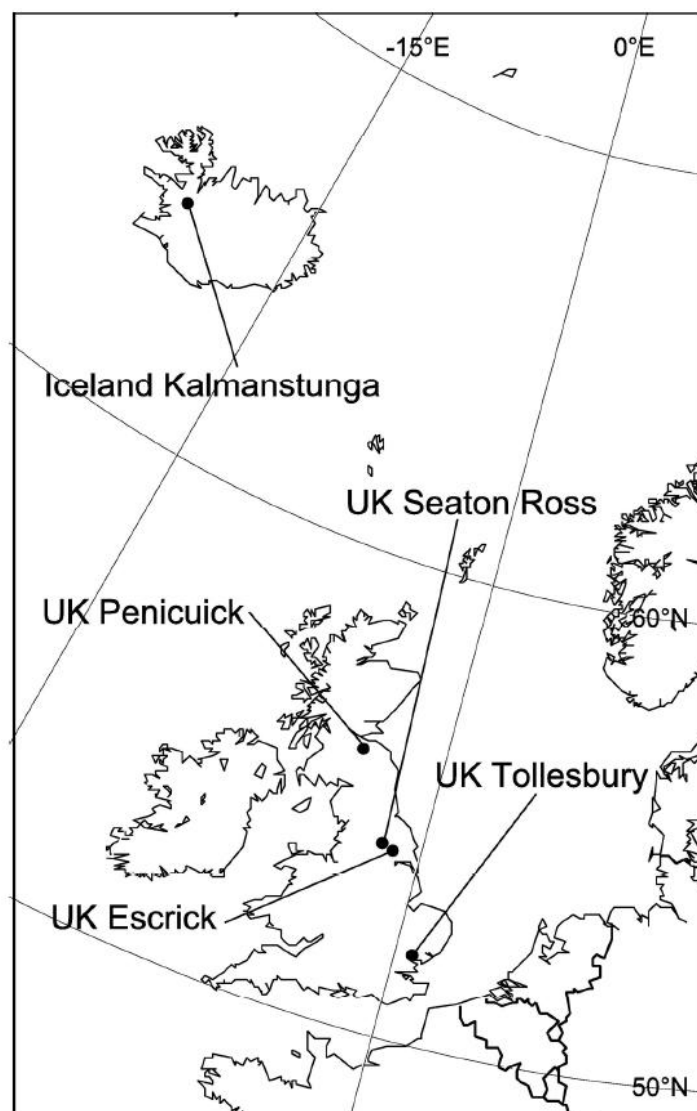 -15°E
0°E
Iceland Kalmanstunga
UK Seaton Ross
UK Penicuick
60°N
UK Tollesbury
UK Escrick
50°N